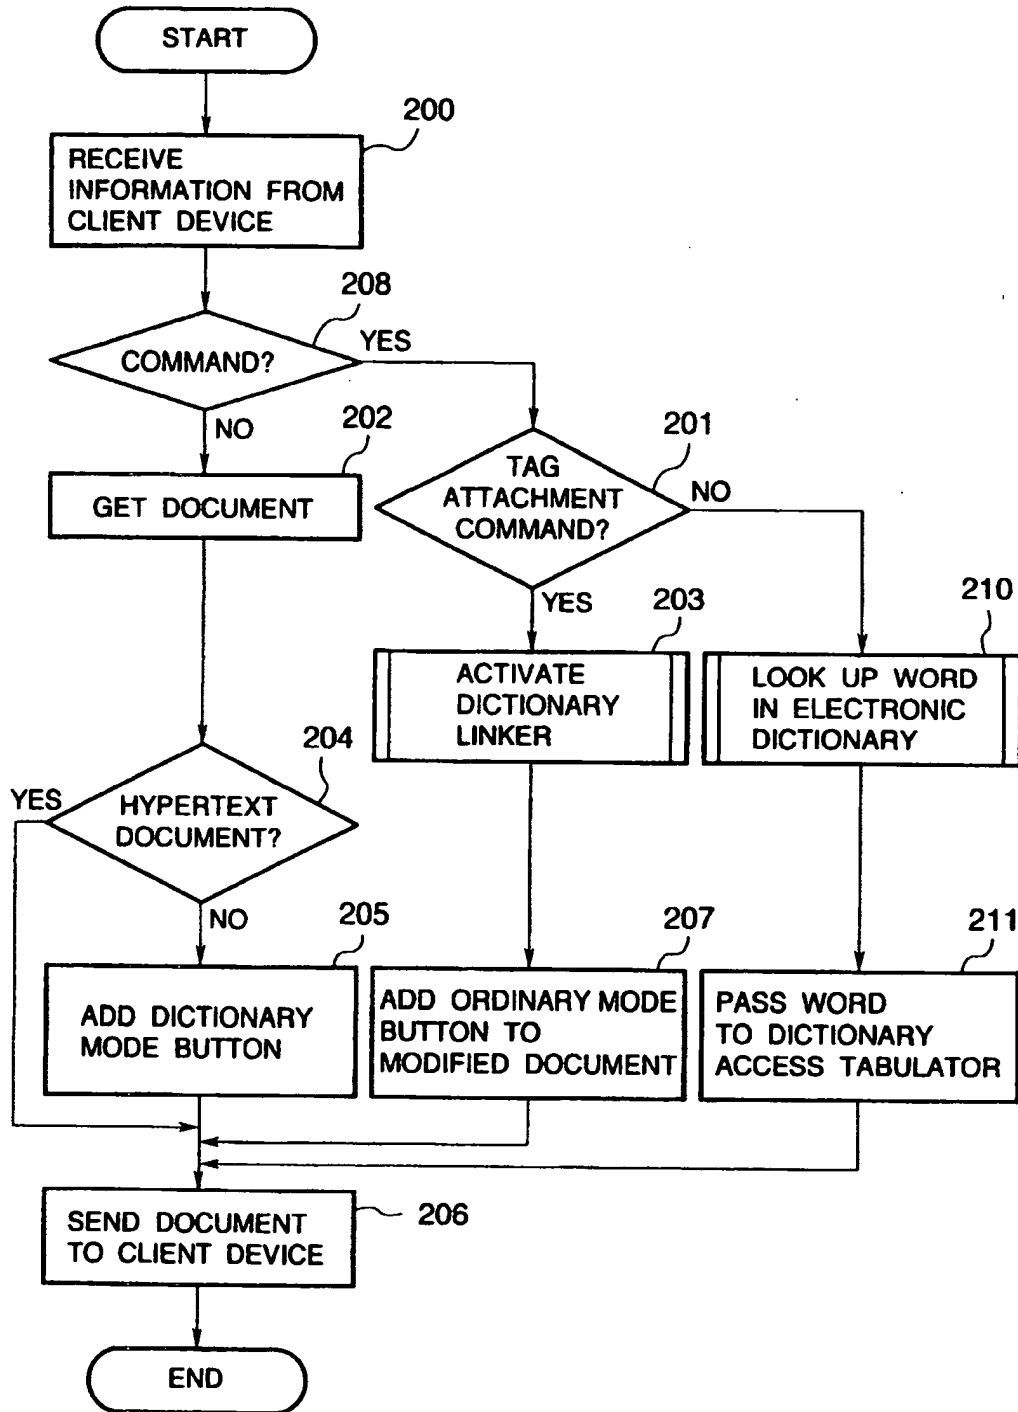 START
200
RECEIVE
INFORMATION FROM
CLIENT DEVICE
208
COMMAND?
YES
NO
202
GET DOCUMENT
201
TAG
ATTACHMENT
COMMAND?
NO
YES
203
ACTIVATE
DICTIONARY
LINKER
210
LOOK UP WORD
IN ELECTRONIC
DICTIONARY
204
YES
HYPERTEXT
DOCUMENT?
NO
205
ADD DICTIONARY
MODE BUTTON
207
ADD ORDINARY MODE
BUTTON TO
MODIFIED DOCUMENT
211
PASS WORD
TO DICTIONARY
ACCESS TABULATOR
SEND DOCUMENT
TO CLIENT DEVICE
206
END